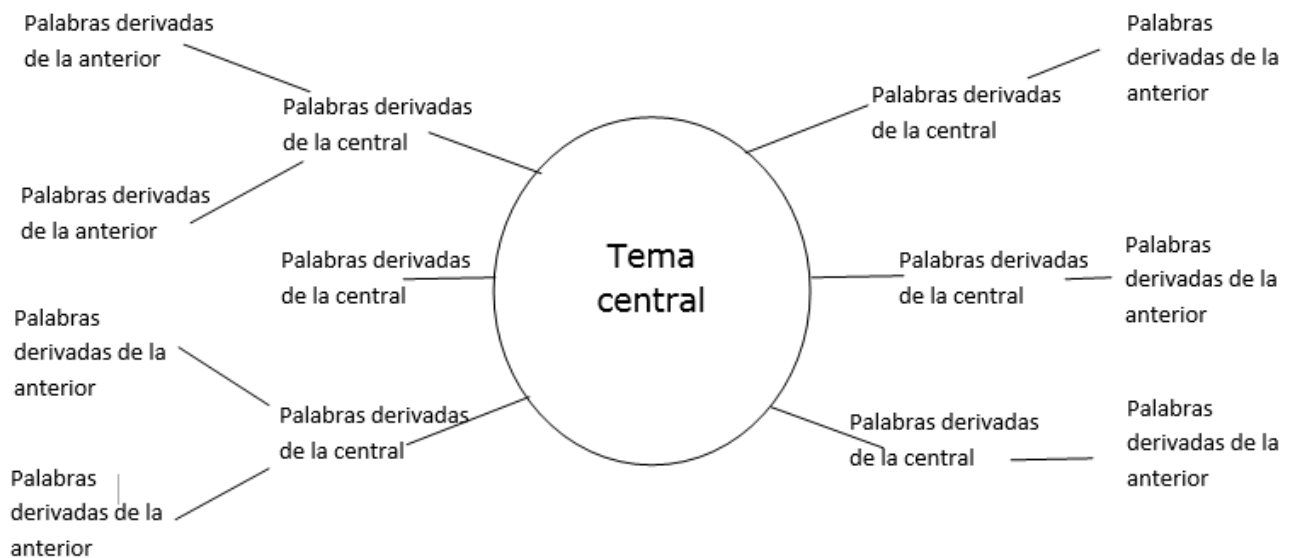 Palabras derivadas
de la anterior
Palabras derivadas
de la central
Palabras derivadas
de la anterior
Palabras derivadas
de la central
Palabras
derivadas de la
anterior
Palabras derivadas
de la central
Palabras
derivadas de la
anterior
Tema
central
Palabras
derivadas de la
anterior
Palabras derivadas
de la central
Palabras derivadas
de la central
Palabras
derivadas de la
anterior
Palabras derivadas
de la central
Palabras
derivadas de la
anterior